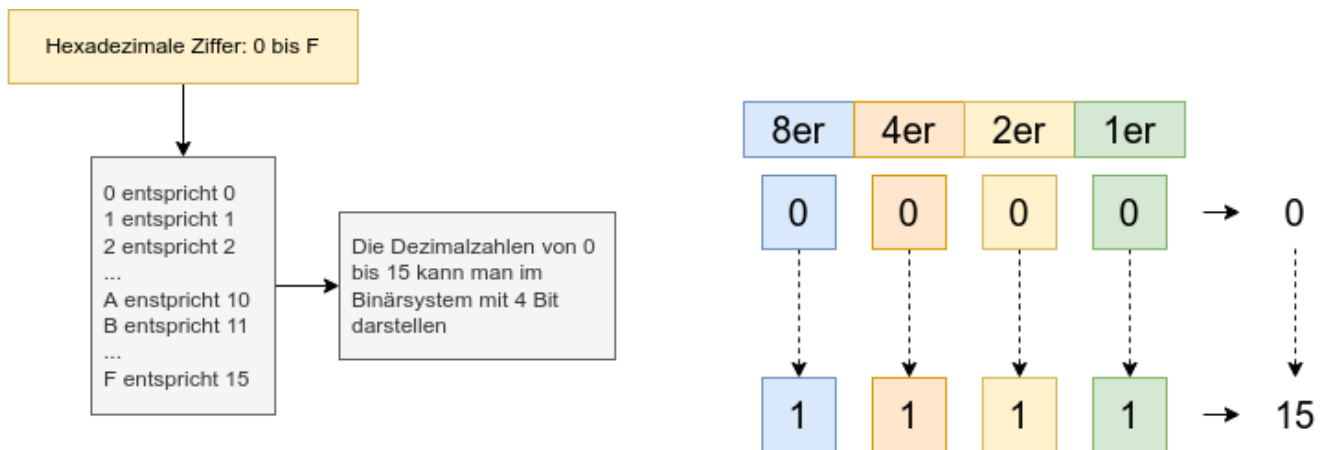 Hexadezimale Ziffer: 0 bis F
0 entspricht 0
1 entspricht 1
2 entspricht 2
...
A enstpricht 10
B entspricht 11
...
F entspricht 15
Die Dezimalzahlen von 0
bis 15 kann man im
Binärsystem mit 4 Bit
darstellen
8er 4er 2er 1er
0 0 0 0 0
1 1 1 1 15